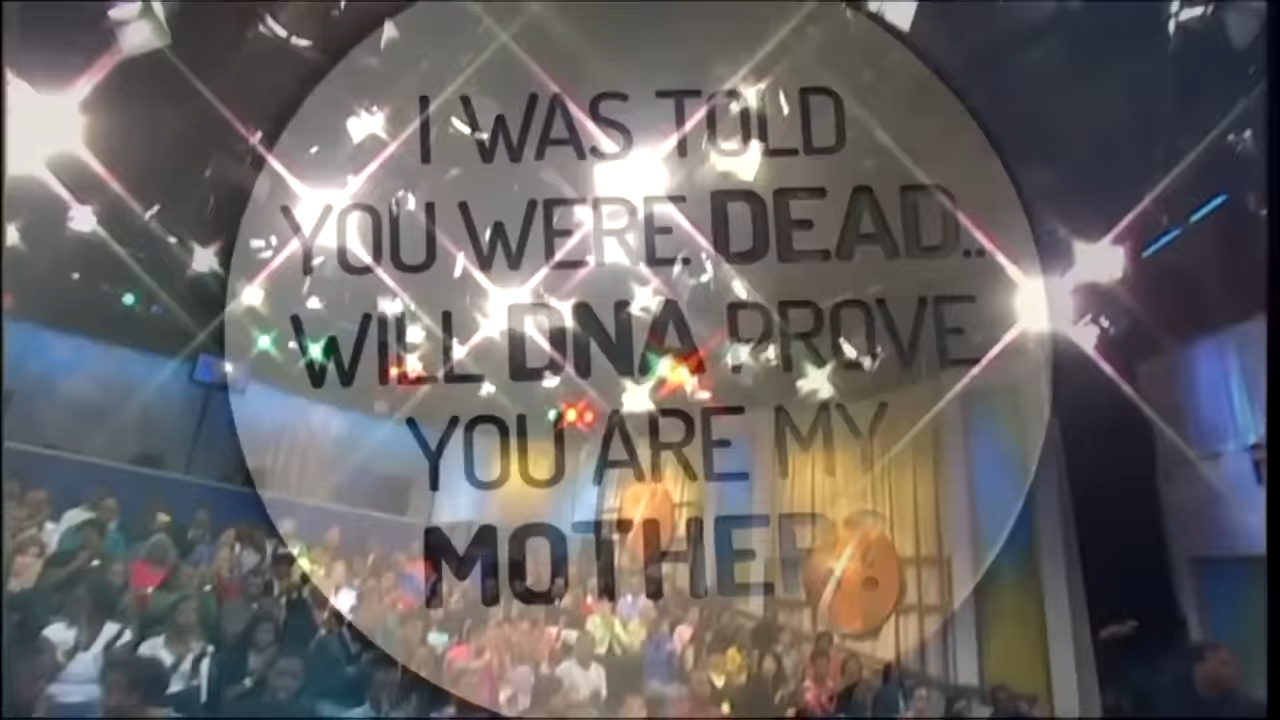 I WAS TOLD
YOU WERE DEAD..
WILL DNA PROVE
YOU ARE MY
MOTHER?